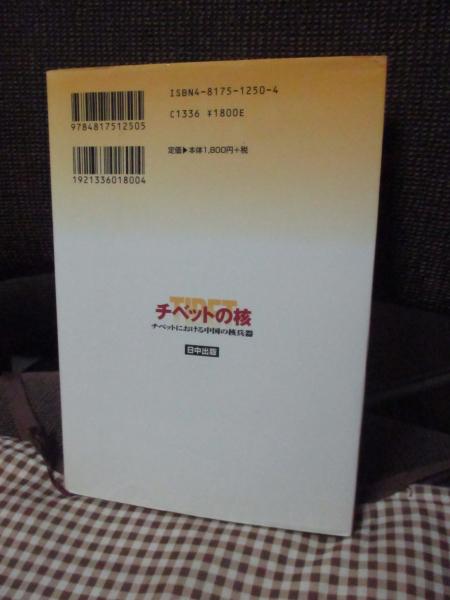 ISBN4-8175-1250-4
C1336 ¥1800E
9784817512505
定価▶本体1,800円+税
1921336018004
TIBET
チベットの核
チベットにおける中国の核兵器
日中出版